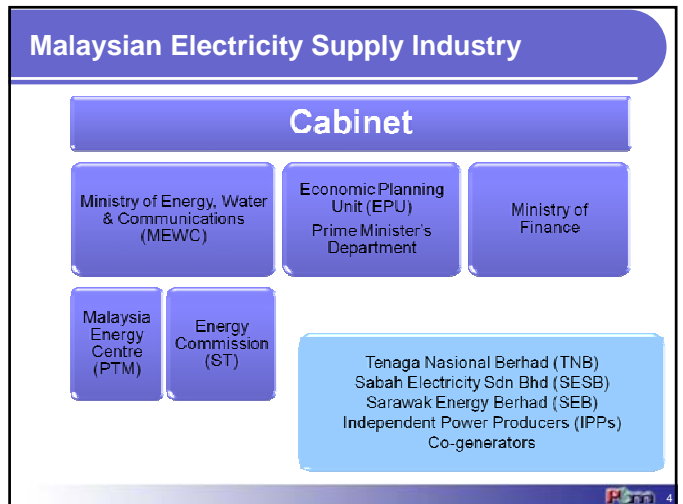 Malaysian Electricity Supply Industry
Cabinet
Ministry of Energy, Water
& Communications
(MEWC)
Economic Planning
Unit (EPU)
Prime Minister's
Department
Ministry of
Finance
Malaysia
Energy
Centre
(PTM)
Energy
Commission
(ST)
Tenaga Nasional Berhad (TNB)
Sabah Electricity Sdn Bhd (SESB)
Sarawak Energy Berhad (SEB)
Independent Power Producers (IPPs)
Co-generators
4